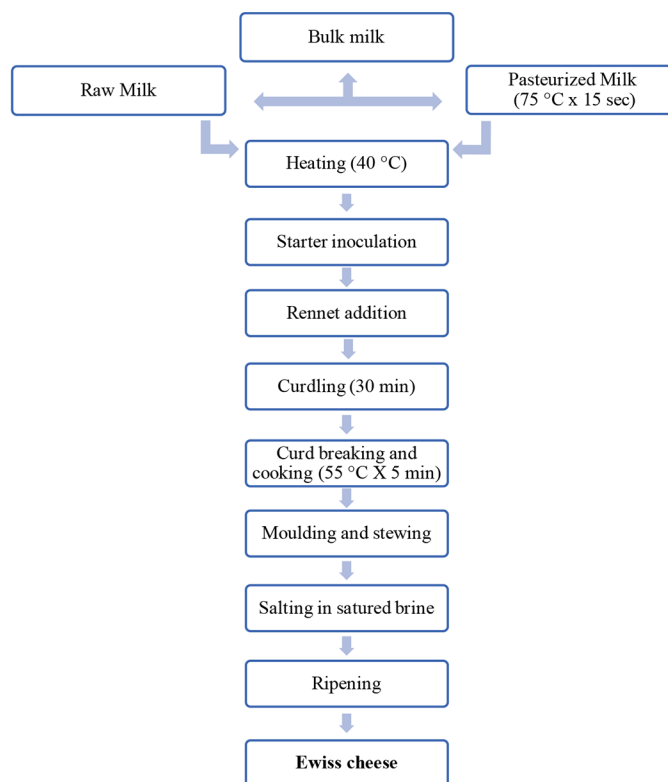 Bulk milk
Raw Milk
Pasteurized Milk
(75 °C x 15 sec)
Heating (40 °C)
Starter inoculation
Rennet addition
Curdling (30 min)
Curd breaking and
cooking (55 °C X 5 min)
Moulding and stewing
Salting in satured brine
Ripening
Ewiss cheese